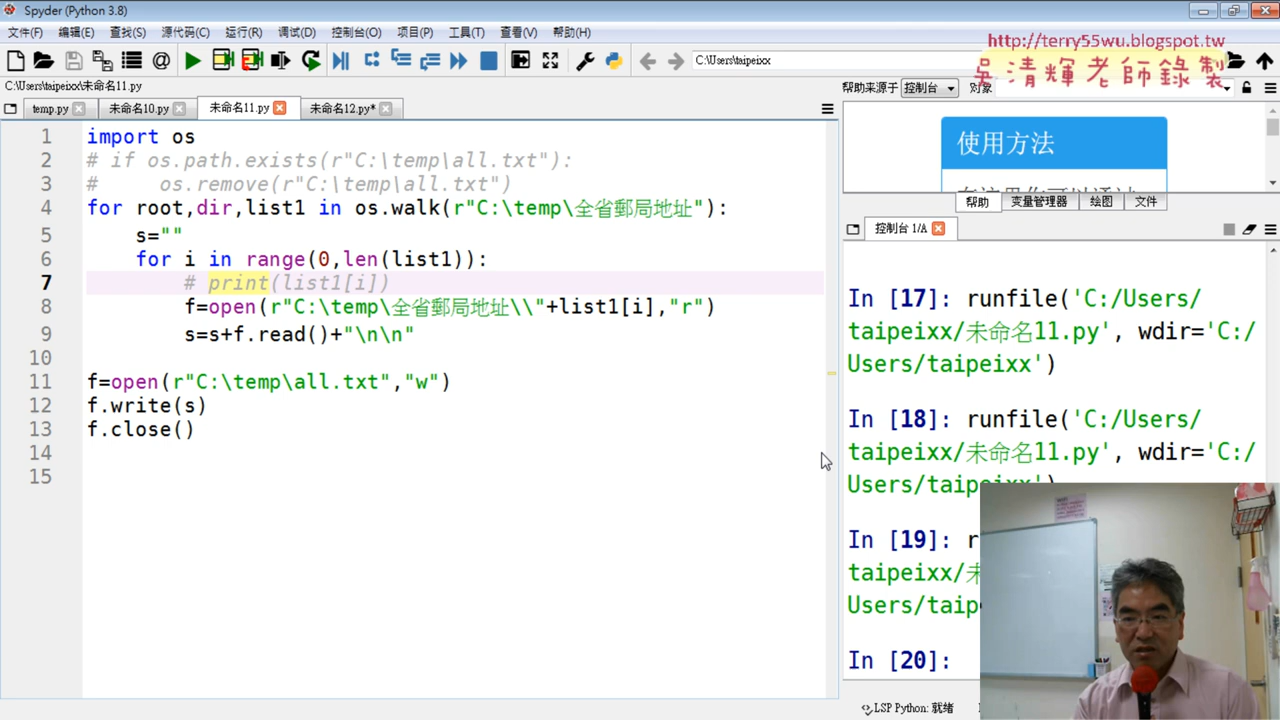 Spyder (Python 3.8)
文件(F) 编辑(E) 查找(S) 源代码(C) 运行(R) 调试(D) 控制台(O) 项目(P) 工具(T) 查看(V) 帮助(H)
http://terry55wu.blogspot.tw
吳清輝老師錄製
C:\Users\taipeixx
C:\Users\taipeixx\未命名11.py
帮助来源于 控制台 对象
temp.py 未命名10.py 未命名11.py 未命名12.py*
使用方法
1 import os
2 # if os.path.exists(r"C:\temp\all.txt"):
3 #     os.remove(r"C:\temp\all.txt")
4 for root,dir,list1 in os.walk(r"C:\temp\全省郵局地址"):
5     s=""
6     for i in range(0,len(list1)):
7         # print(list1[i])
8         f=open(r"C:\temp\全省郵局地址\\"+list1[i],"r")
9         s=s+f.read()+"\n\n"
10
11 f=open(r"C:\temp\all.txt","w")
12 f.write(s)
13 f.close()
14
15
帮助 变量管理器 绘图 文件
控制台 1/A
In [17]: runfile('C:/Users/
taipeixx/未命名11.py', wdir='C:/
Users/taipeixx')
In [18]: runfile('C:/Users/
taipeixx/未命名11.py', wdir='C:/
Users/taipeixx')
In [19]: r
taipeixx/未
Users/taip
In [20]:
LSP Python: 就绪